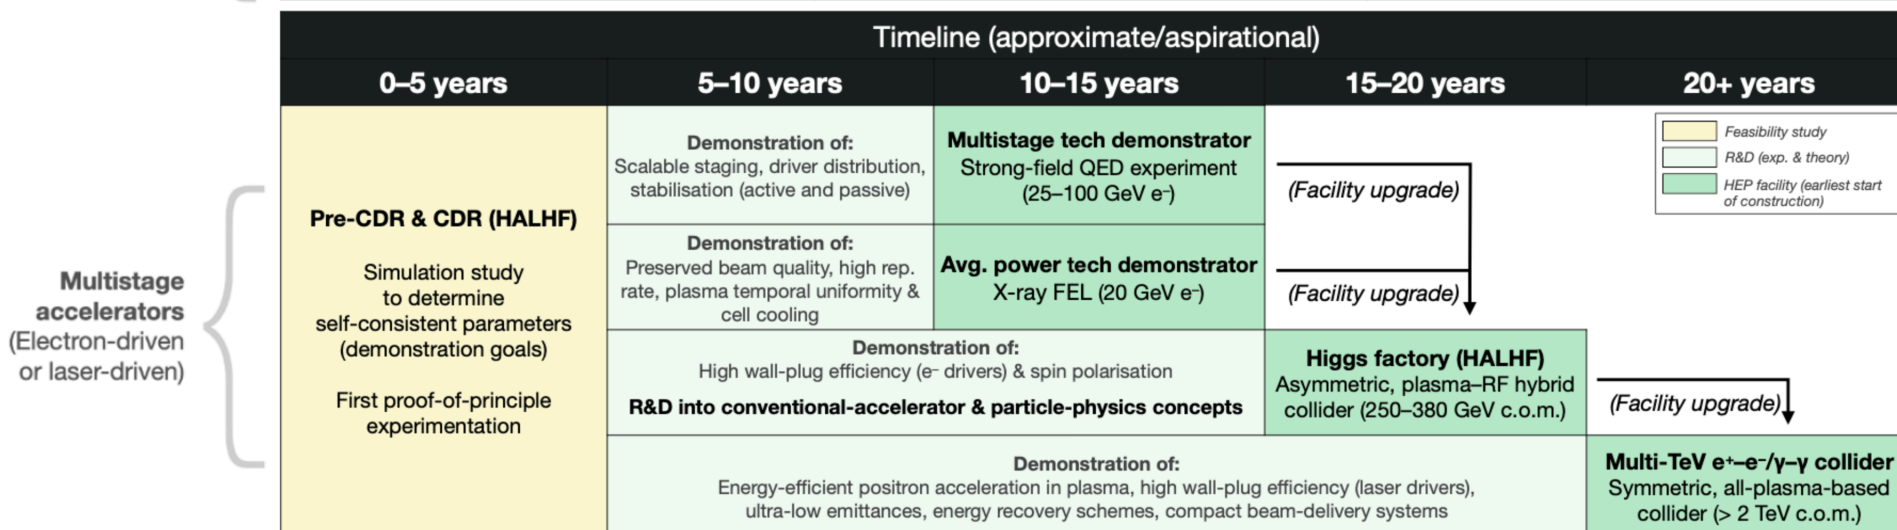 Timeline (approximate/aspirational)
0–5 years
5–10 years
10–15 years
15–20 years
20+ years
Multistage
accelerators
(Electron-driven
or laser-driven)
Pre-CDR & CDR (HALHF)
Simulation study
to determine
self-consistent parameters
(demonstration goals)
First proof-of-principle
experimentation
Demonstration of:
Scalable staging, driver distribution,
stabilisation (active and passive)
Multistage tech demonstrator
Strong-field QED experiment
(25–100 GeV e⁻)
(Facility upgrade)
Feasibility study
R&D (exp. & theory)
HEP facility (earliest start
of construction)
Demonstration of:
Preserved beam quality, high rep.
rate, plasma temporal uniformity &
cell cooling
Avg. power tech demonstrator
X-ray FEL (20 GeV e⁻)
(Facility upgrade)
Demonstration of:
High wall-plug efficiency (e⁻ drivers) & spin polarisation
R&D into conventional-accelerator & particle-physics concepts
Higgs factory (HALHF)
Asymmetric, plasma–RF hybrid
collider (250–380 GeV c.o.m.)
(Facility upgrade)
Demonstration of:
Energy-efficient positron acceleration in plasma, high wall-plug efficiency (laser drivers),
ultra-low emittances, energy recovery schemes, compact beam-delivery systems
Multi-TeV e⁺–e⁻/γ–γ collider
Symmetric, all-plasma-based
collider (> 2 TeV c.o.m.)